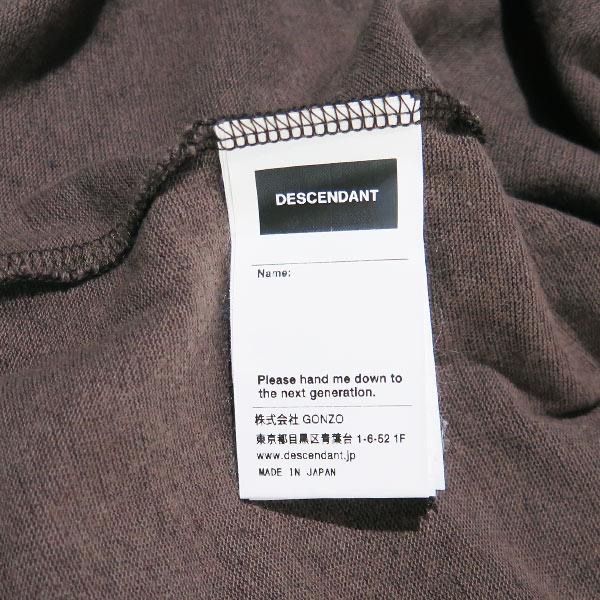 DESCENDANT
Name:
Please hand me down to
the next generation.
株式会社 GONZO
東京都目黒区青葉台 1-6-52 1F
www.descendant.jp
MADE IN JAPAN